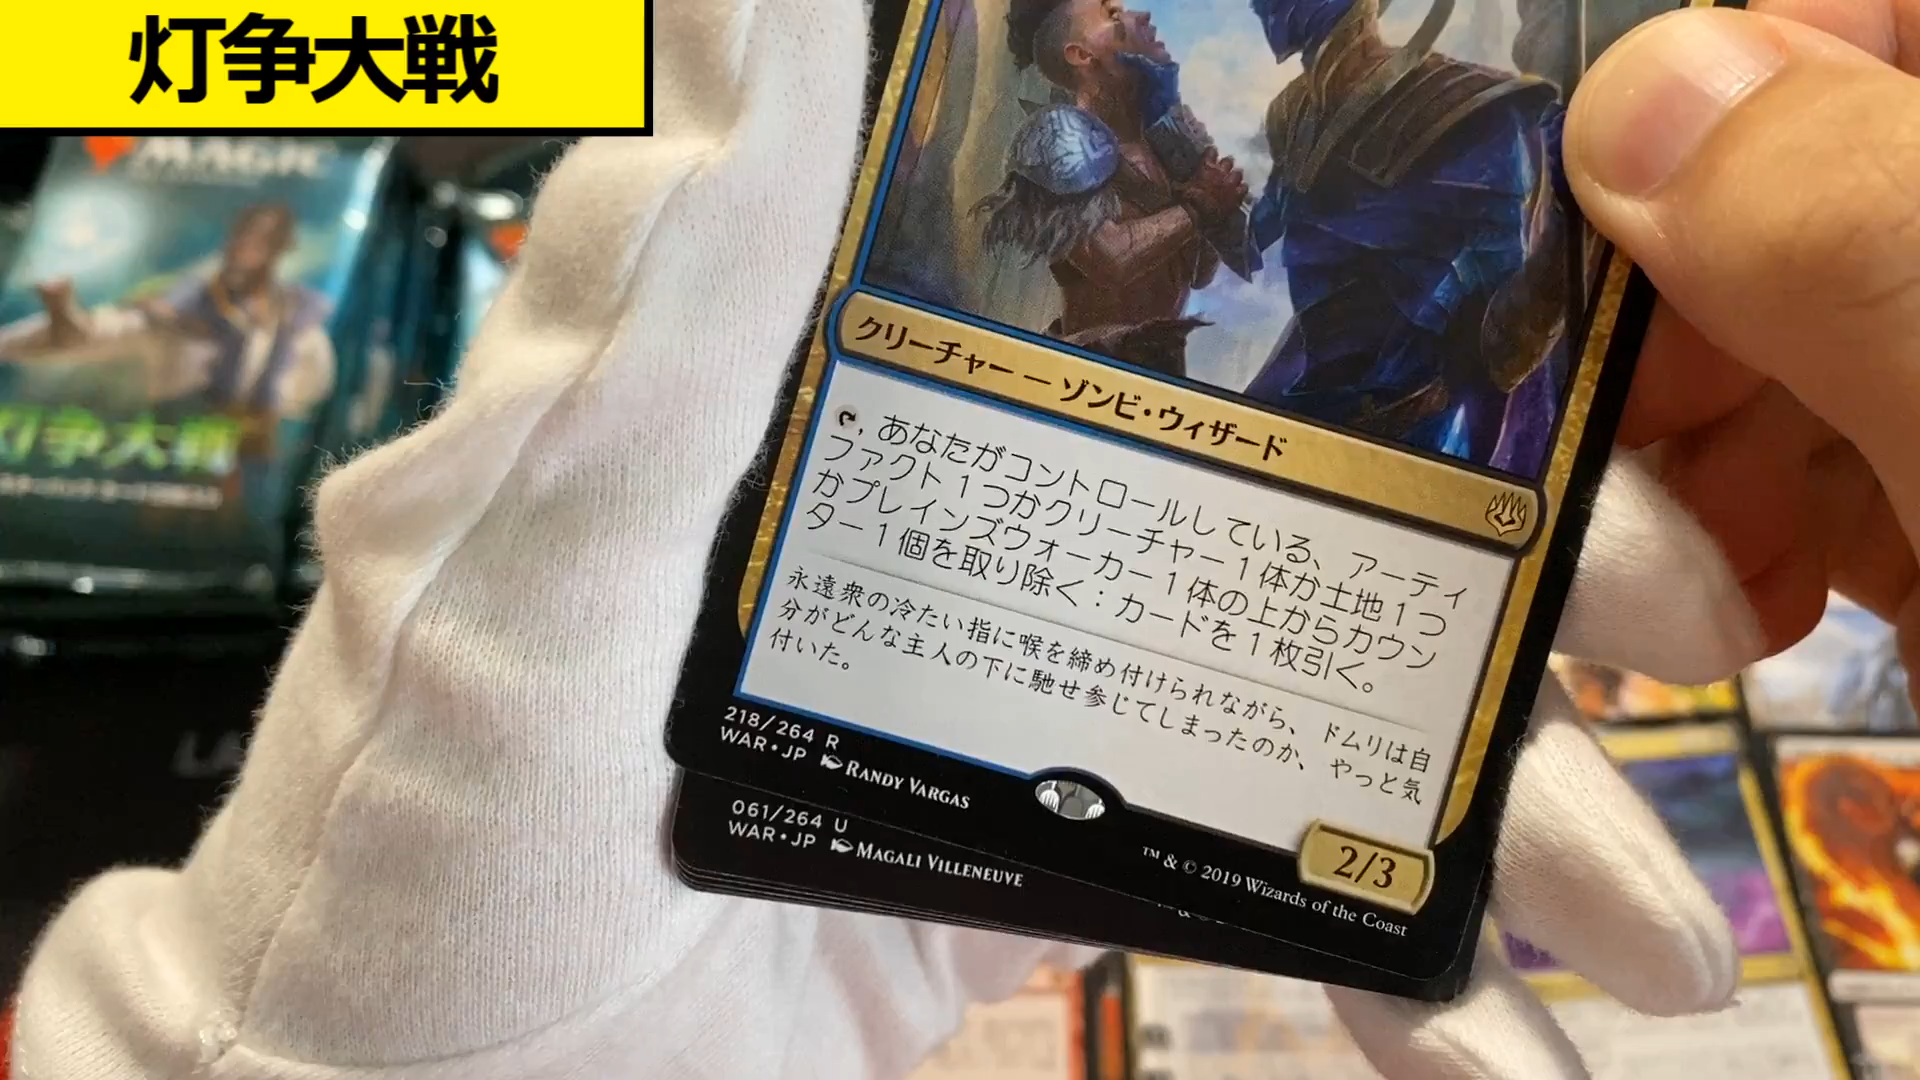 灯争大戦
MAGIC
灯争大戦
クリーチャー — ゾンビ・ウィザード
, あなたがコントロールしている、アーティ
ファクト1つかクリーチャー1体か土地1つ
かプレインズウォーカー1体の上からカウン
ター1個を取り除く：カードを1枚引く。
永遠衆の冷たい指に喉を締め付けられながら、ドムリは自
分がどんな主人の下に馳せ参じてしまったのか、やっと気
付いた。
218/264 R
WAR・JP RANDY VARGAS
2/3
™ & © 2019 Wizards of the Coast
061/264 U
WAR・JP MAGALI VILLENEUVE